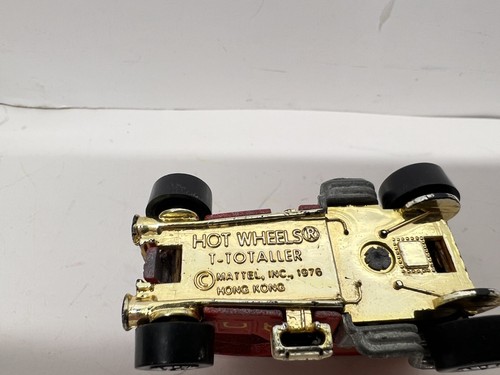 HOT WHEELS®
T-TOTALLER
© MATTEL, INC., 1976
HONG KONG